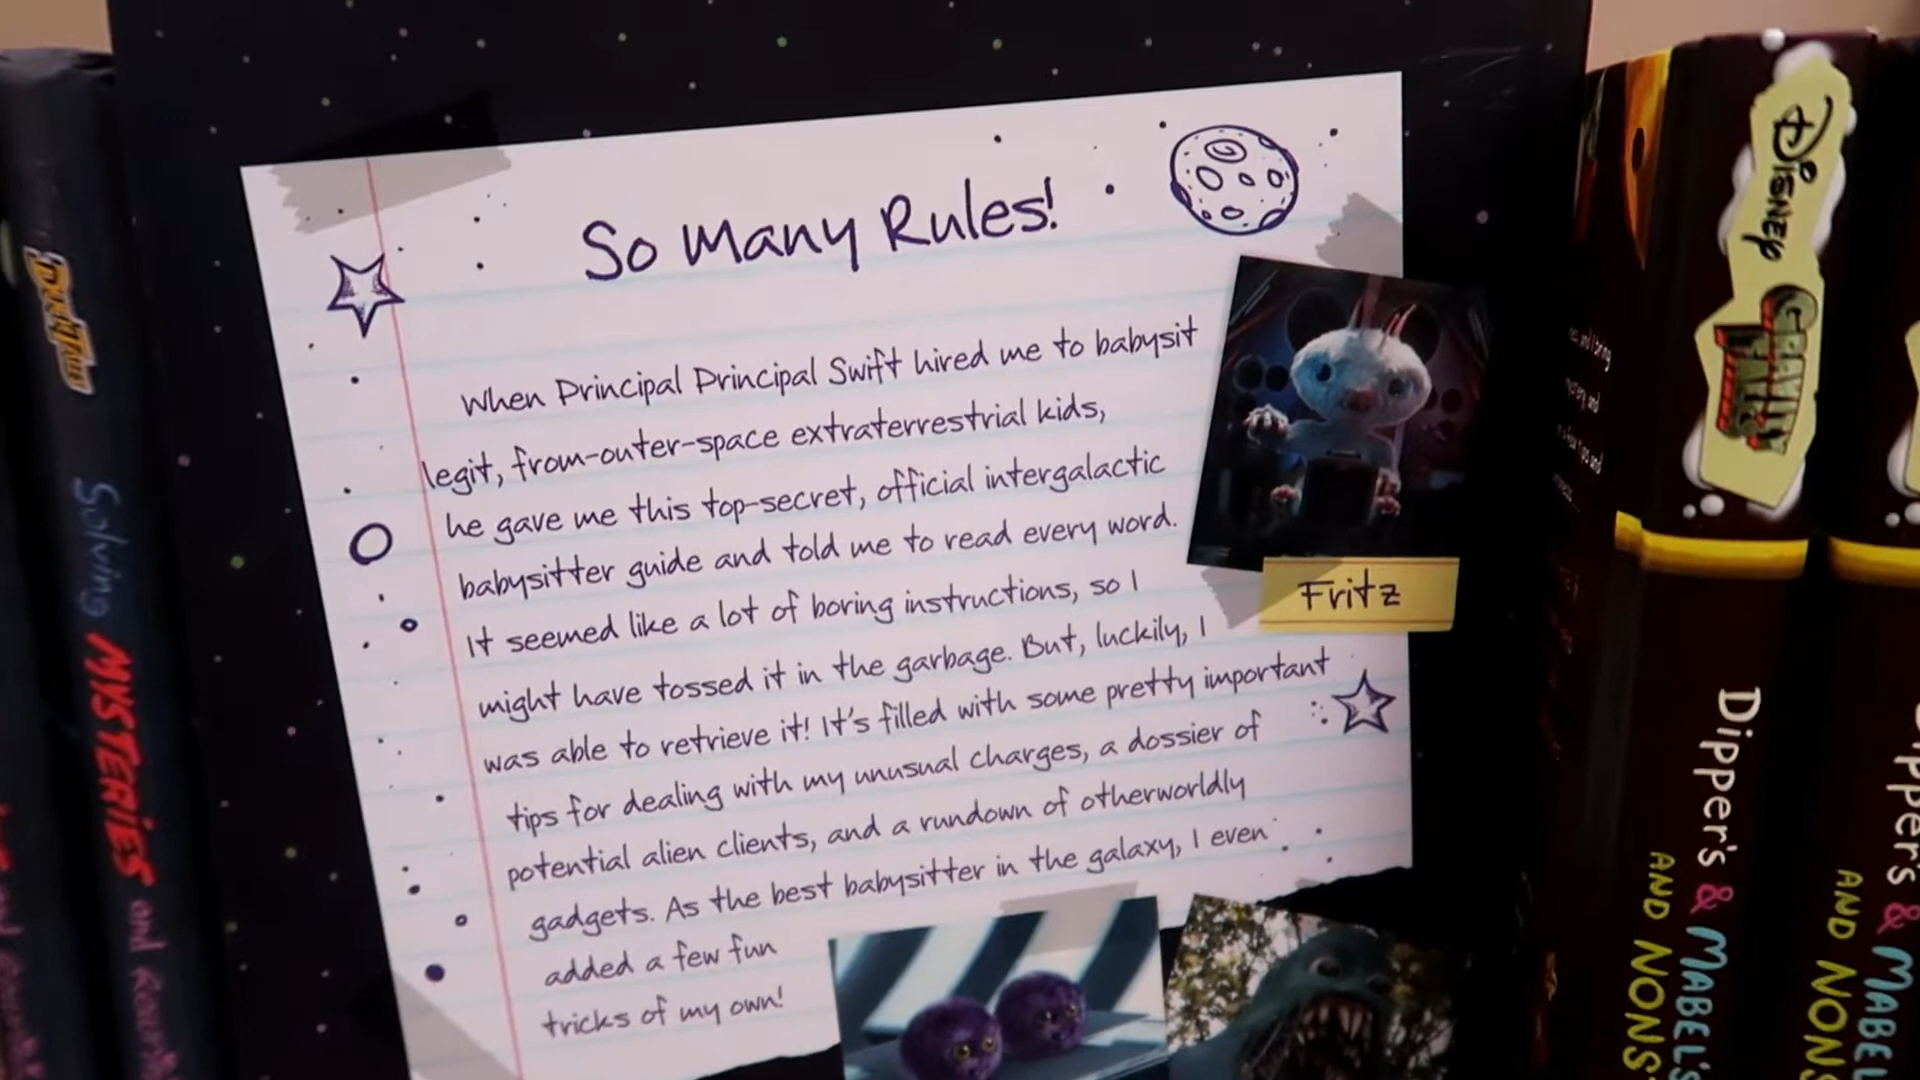 So Many Rules!
When Principal Principal Swift hired me to babysit
legit, from-outer-space extraterrestrial kids,
he gave me this top-secret, official intergalactic
babysitter guide and told me to read every word.
It seemed like a lot of boring instructions, so I
might have tossed it in the garbage. But, luckily, I
was able to retrieve it! It's filled with some pretty important
tips for dealing with my unusual charges, a dossier of
potential alien clients, and a rundown of otherworldly
gadgets. As the best babysitter in the galaxy, I even
added a few fun
tricks of my own!
Fritz
DuckTales
Solving MYSTERIES and
Disney
GRAVITY FALLS
Dipper's & MABEL'S
AND
Dipper's & MABEL
AND